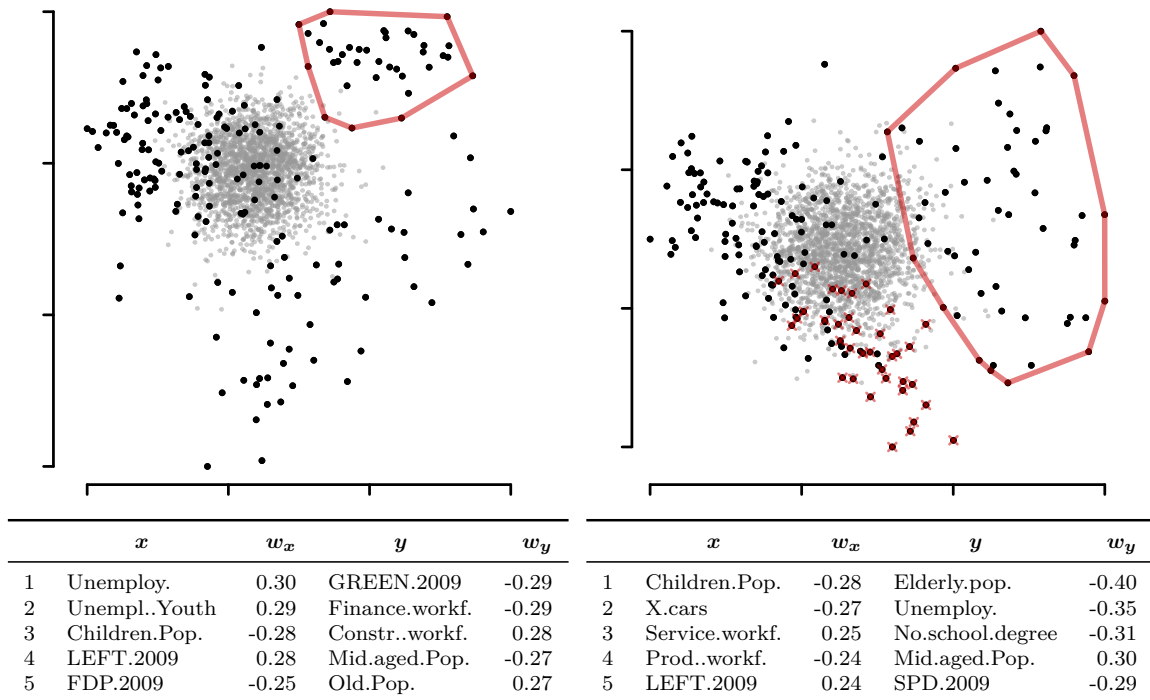 x w_x y w_y
1 Unemploy. 0.30 GREEN.2009 -0.29
2 Unempl..Youth 0.29 Finance.workf. -0.29
3 Children.Pop. -0.28 Constr..workf. 0.28
4 LEFT.2009 0.28 Mid.aged.Pop. -0.27
5 FDP.2009 -0.25 Old.Pop. 0.27
x w_x y w_y
1 Children.Pop. -0.28 Elderly.pop. -0.40
2 X.cars -0.27 Unemploy. -0.35
3 Service.workf. 0.25 No.school.degree -0.31
4 Prod..workf. -0.24 Mid.aged.Pop. 0.30
5 LEFT.2009 0.24 SPD.2009 -0.29